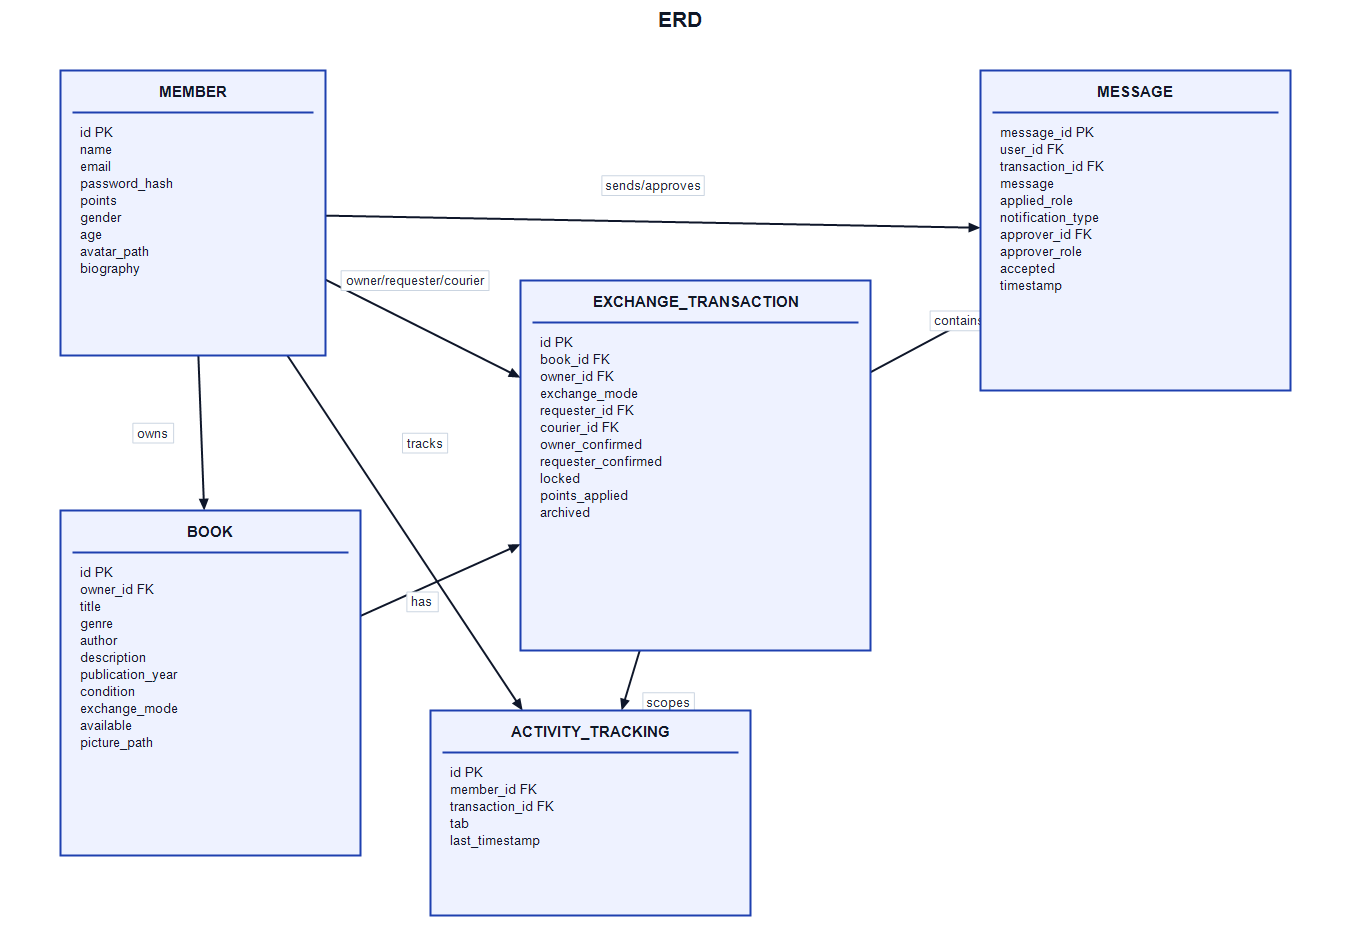 ERD
MEMBER
id PK
name
email
password_hash
points
gender
age
avatar_path
biography
MESSAGE
message_id PK
user_id FK
transaction_id FK
message
applied_role
notification_type
approver_id FK
approver_role
accepted
timestamp
sends/approves
owner/requester/courier
EXCHANGE_TRANSACTION
id PK
book_id FK
owner_id FK
exchange_mode
requester_id FK
courier_id FK
owner_confirmed
requester_confirmed
locked
points_applied
archived
contains
owns
tracks
BOOK
id PK
owner_id FK
title
genre
author
description
publication_year
condition
exchange_mode
available
picture_path
has
scopes
ACTIVITY_TRACKING
id PK
member_id FK
transaction_id FK
tab
last_timestamp